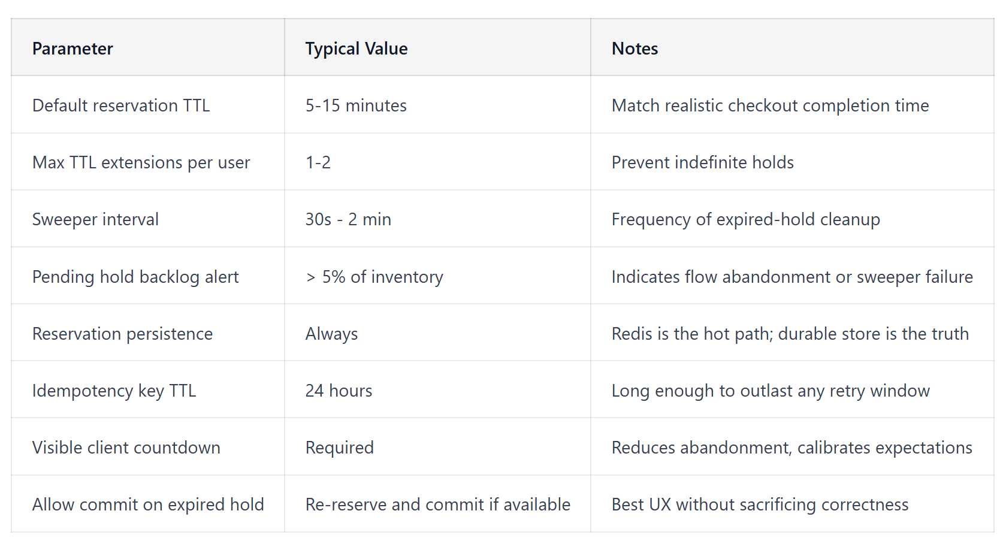 Parameter Typical Value Notes
Default reservation TTL 5-15 minutes Match realistic checkout completion time
Max TTL extensions per user 1-2 Prevent indefinite holds
Sweeper interval 30s - 2 min Frequency of expired-hold cleanup
Pending hold backlog alert > 5% of inventory Indicates flow abandonment or sweeper failure
Reservation persistence Always Redis is the hot path; durable store is the truth
Idempotency key TTL 24 hours Long enough to outlast any retry window
Visible client countdown Required Reduces abandonment, calibrates expectations
Allow commit on expired hold Re-reserve and commit if available Best UX without sacrificing correctness